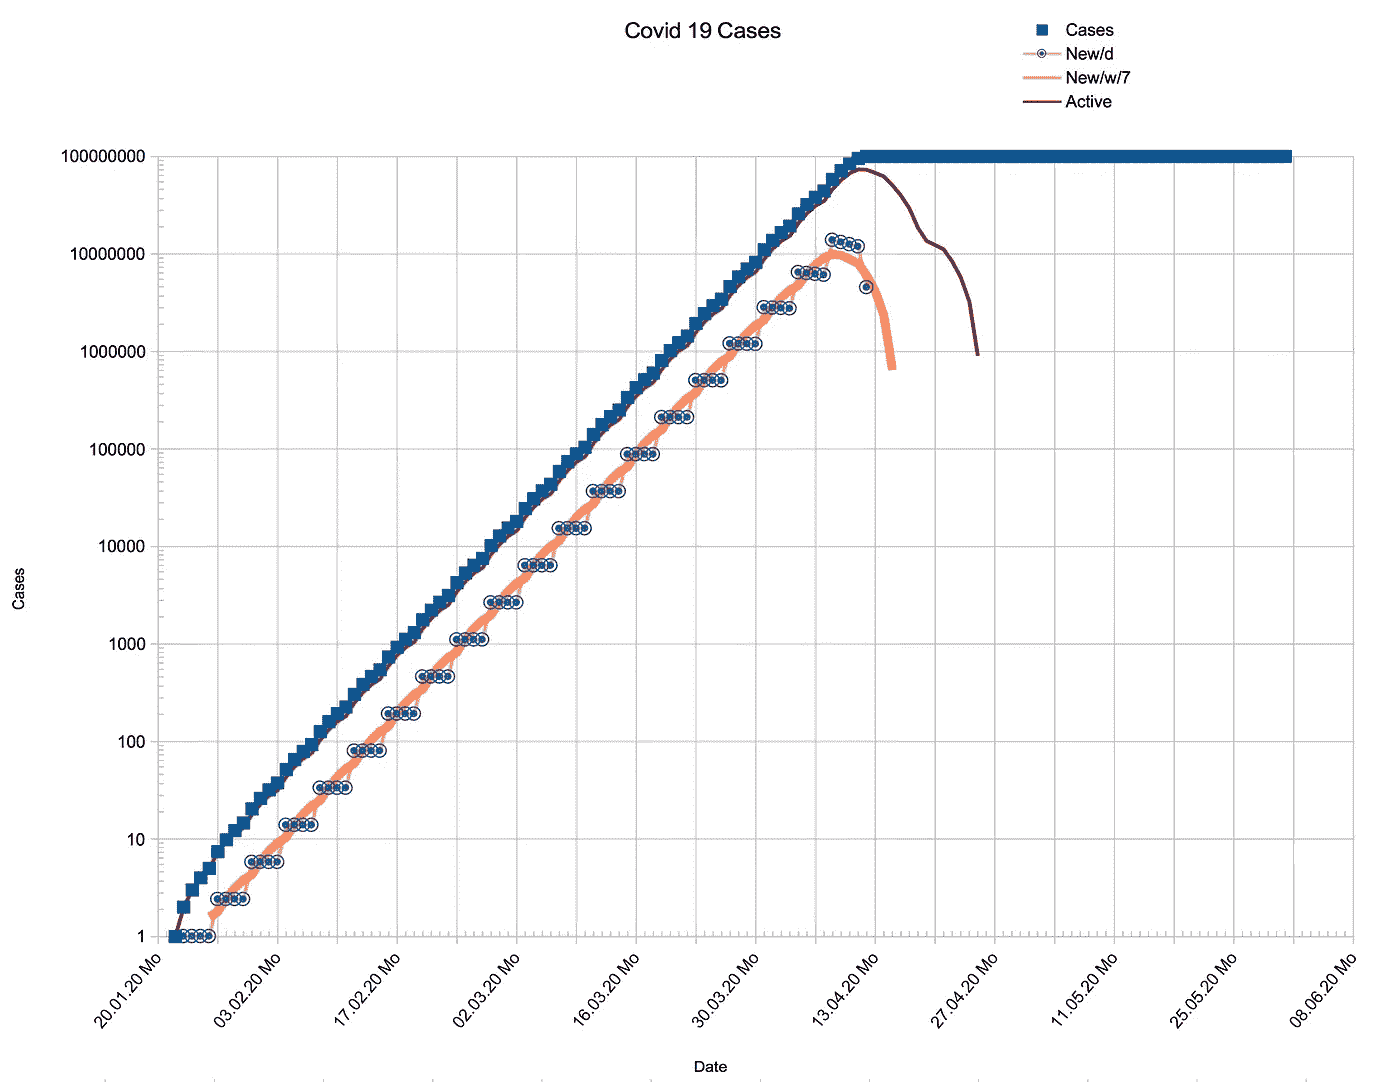 Covid 19 Cases
Cases
New/d
New/w/7
Active
100000000
10000000
1000000
100000
10000
1000
100
10
1
Cases
20.01.20 Mo
03.02.20 Mo
17.02.20 Mo
02.03.20 Mo
16.03.20 Mo
30.03.20 Mo
13.04.20 Mo
27.04.20 Mo
11.05.20 Mo
25.05.20 Mo
08.06.20 Mo
Date